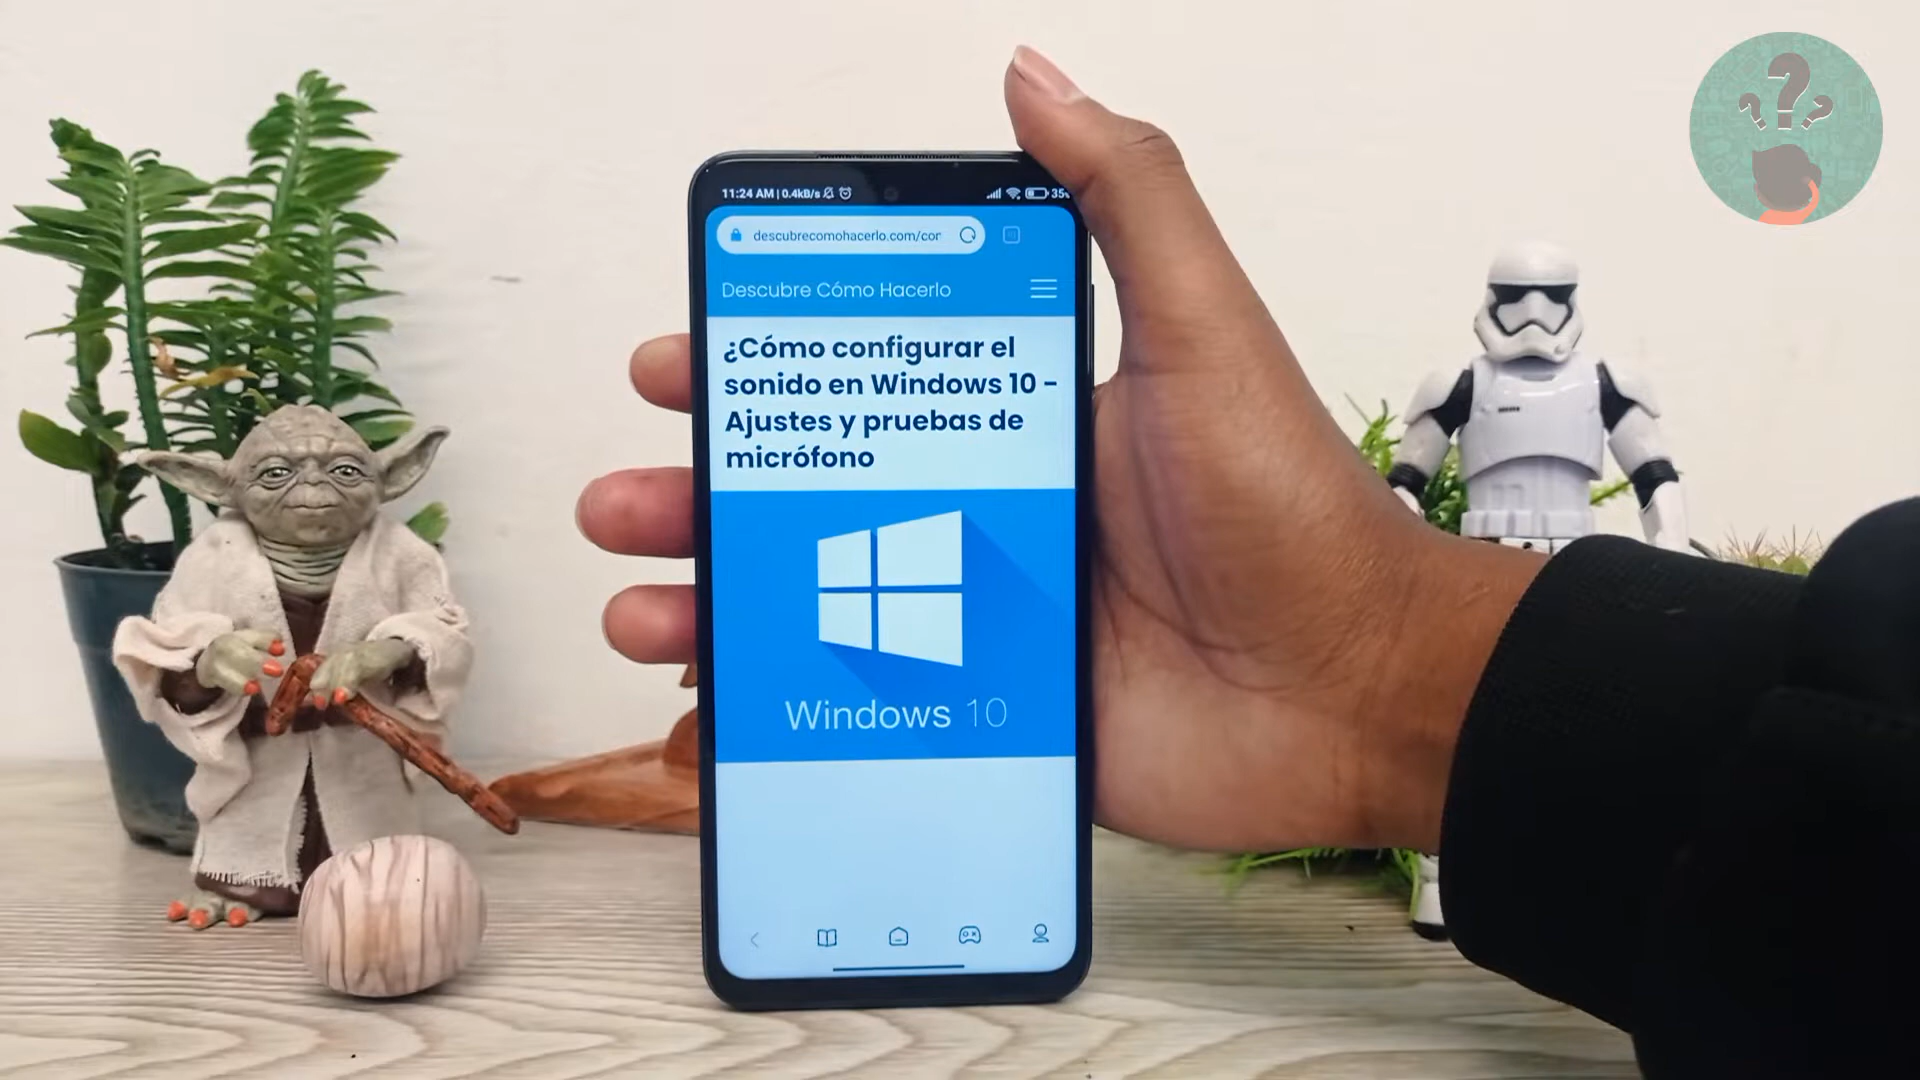 11:24 AM | 0.4kB/s
35%
descubrecomohacerlo.com/cor
Descubre Cómo Hacerlo
¿Cómo configurar el
sonido en Windows 10 -
Ajustes y pruebas de
micrófono
Windows 10